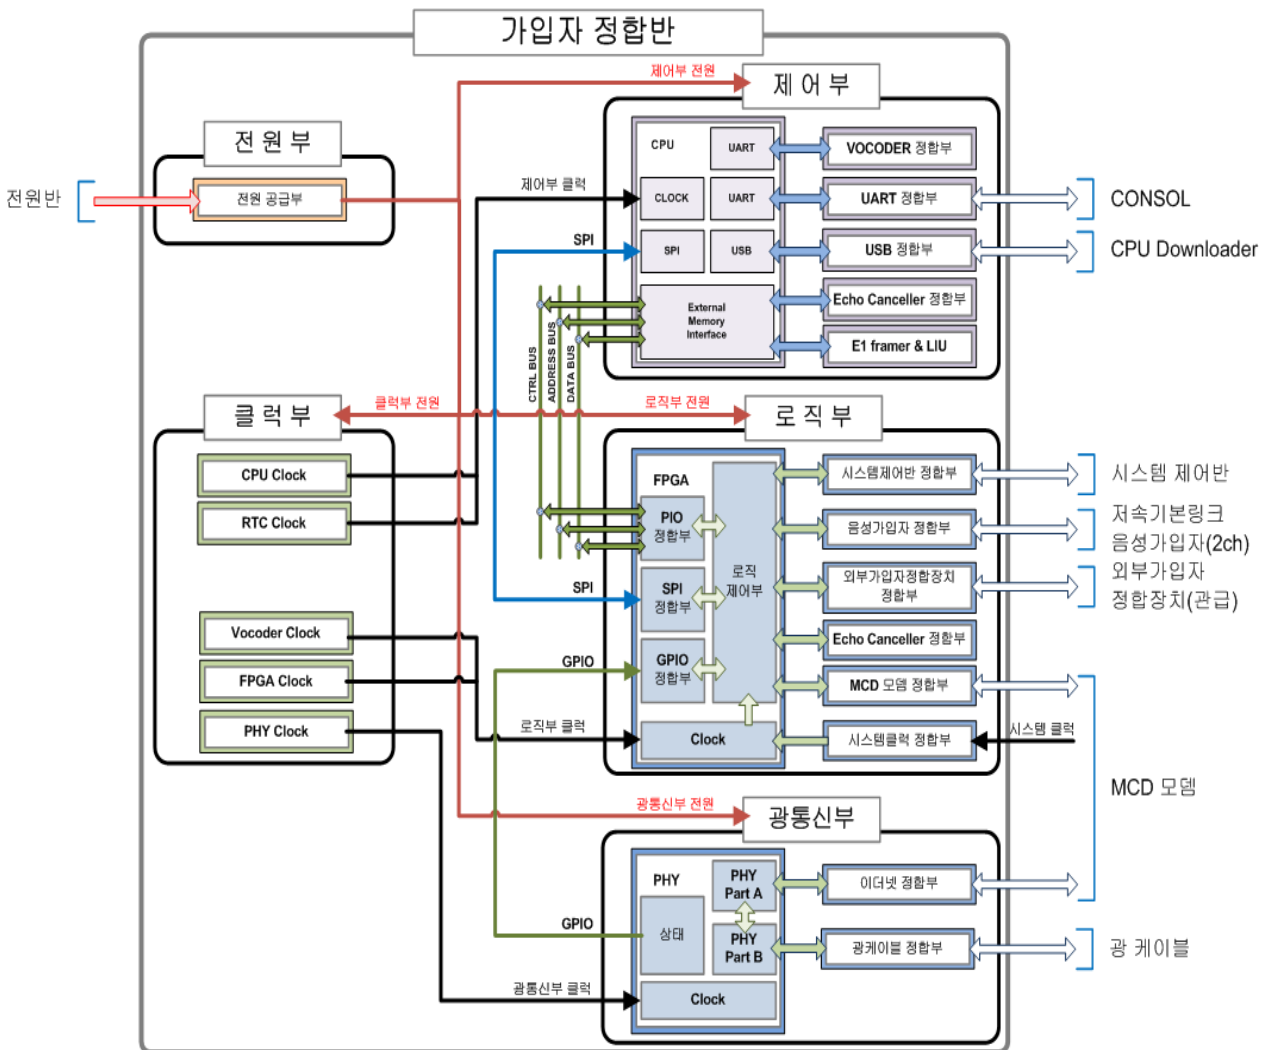 가입자 정합반
제어부 전원
제 어 부
전 원 부
전원반
전원 공급부
CPU
UART
VOCODER 정합부
제어부 클럭
CLOCK
UART
UART 정합부
CONSOL
SPI
SPI
USB
USB 정합부
CPU Downloader
External
Memory
Interface
Echo Canceller 정합부
E1 framer & LIU
CTRL BUS
ADDRESS BUS
DATA BUS
클럭부 전원
로직부 전원
클 럭 부
로 직 부
CPU Clock
RTC Clock
Vocoder Clock
FPGA Clock
PHY Clock
FPGA
PIO
정합부
SPI
SPI
정합부
GPIO
GPIO
정합부
로직
제어부
로직부 클럭
Clock
시스템제어반 정합부
시스템 제어반
음성가입자 정합부
저속기본링크
음성가입자(2ch)
외부가입자정합장치
정합부
외부가입자
정합장치(관급)
Echo Canceller 정합부
MCD 모뎀 정합부
시스템클럭 정합부
시스템 클럭
MCD 모뎀
광통신부 전원
광통신부
PHY
PHY
Part A
이더넷 정합부
GPIO
상태
PHY
Part B
광케이블 정합부
광 케이블
광통신부 클럭
Clock